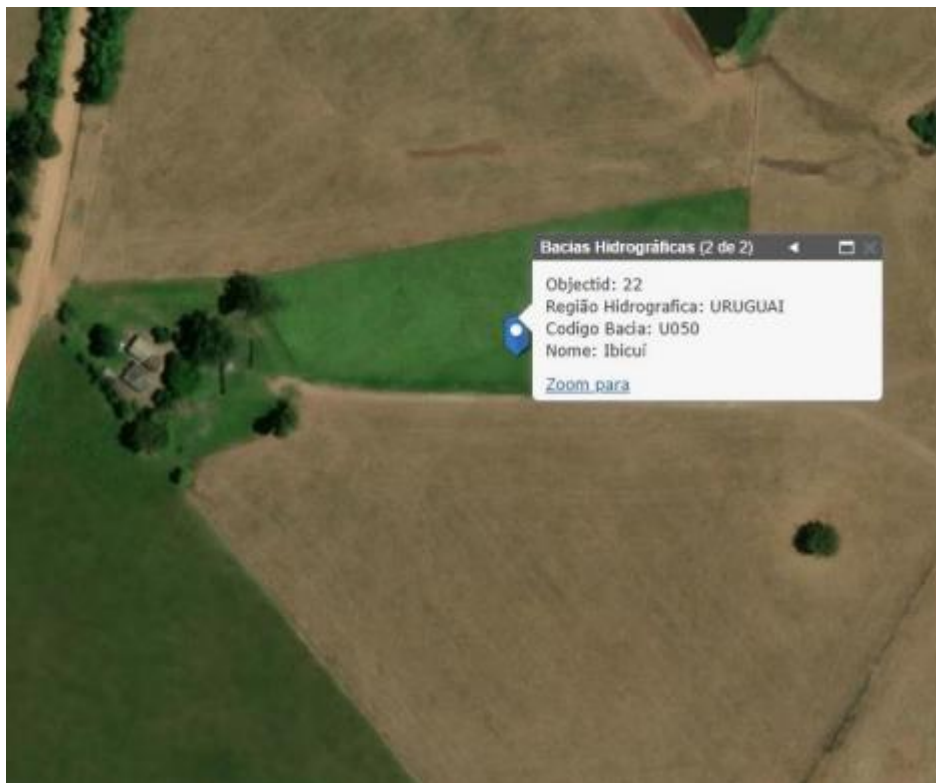 Bacias Hidrográficas (2 de 2)
Objectid: 22
Região Hidrografica: URUGUAI
Codigo Bacia: U050
Nome: Ibicuí
Zoom para